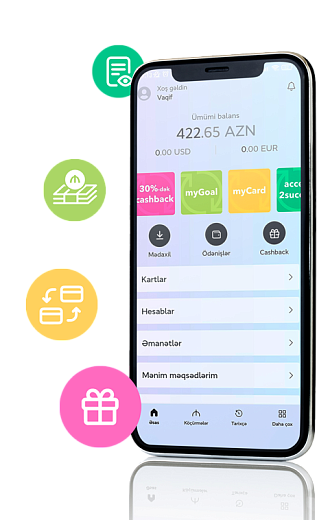 Xoş gəldin
Vaqif
Ümümi balans
422.65 AZN
0.00 USD
0.00 EUR
30%-dək
cashback
myGoal
myCard
acc
2suc
Mədaxil
Ödənişlər
Cashback
Kartlar
Hesablar
Əmanətlər
Mənim məqsədlərim
Əsas
Köçürmələr
Tarixçə
Daha çox